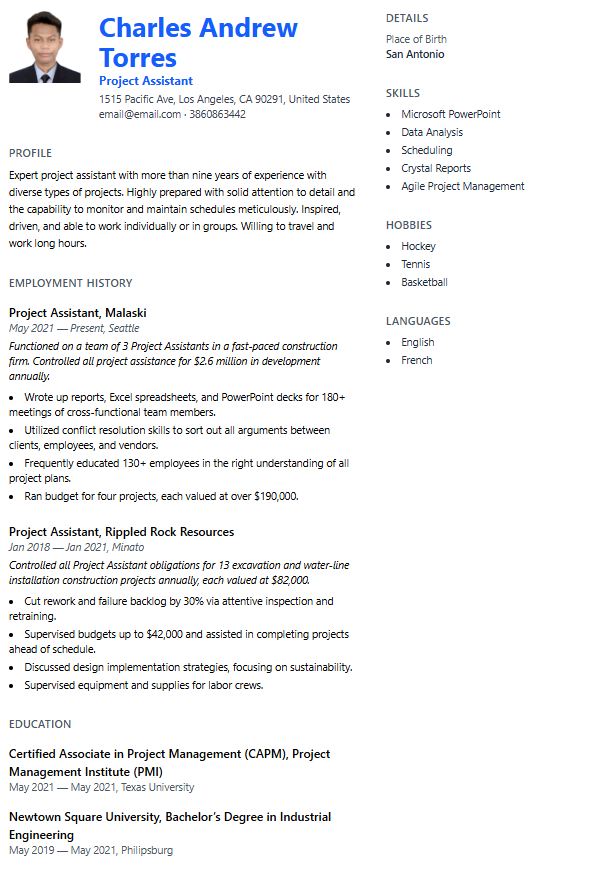 Charles Andrew
Torres
Project Assistant
1515 Pacific Ave, Los Angeles, CA 90291, United States
email@email.com · 3860863442
PROFILE
Expert project assistant with more than nine years of experience with
diverse types of projects. Highly prepared with solid attention to detail and
the capability to monitor and maintain schedules meticulously. Inspired,
driven, and able to work individually or in groups. Willing to travel and
work long hours.
EMPLOYMENT HISTORY
Project Assistant, Malaski
May 2021 — Present, Seattle
Functioned on a team of 3 Project Assistants in a fast-paced construction
firm. Controlled all project assistance for $2.6 million in development
annually.
• Wrote up reports, Excel spreadsheets, and PowerPoint decks for 180+
meetings of cross-functional team members.
• Utilized conflict resolution skills to sort out all arguments between
clients, employees, and vendors.
• Frequently educated 130+ employees in the right understanding of all
project plans.
• Ran budget for four projects, each valued at over $190,000.
Project Assistant, Rippled Rock Resources
Jan 2018 — Jan 2021, Minato
Controlled all Project Assistant obligations for 13 excavation and water-line
installation construction projects annually, each valued at $82,000.
• Cut rework and failure backlog by 30% via attentive inspection and
retraining.
• Supervised budgets up to $42,000 and assisted in completing projects
ahead of schedule.
• Discussed design implementation strategies, focusing on sustainability.
• Supervised equipment and supplies for labor crews.
EDUCATION
Certified Associate in Project Management (CAPM), Project
Management Institute (PMI)
May 2021 — May 2021, Texas University
Newtown Square University, Bachelor's Degree in Industrial
Engineering
May 2019 — May 2021, Philipsburg
DETAILS
Place of Birth
San Antonio
SKILLS
• Microsoft PowerPoint
• Data Analysis
• Scheduling
• Crystal Reports
• Agile Project Management
HOBBIES
• Hockey
• Tennis
• Basketball
LANGUAGES
• English
• French